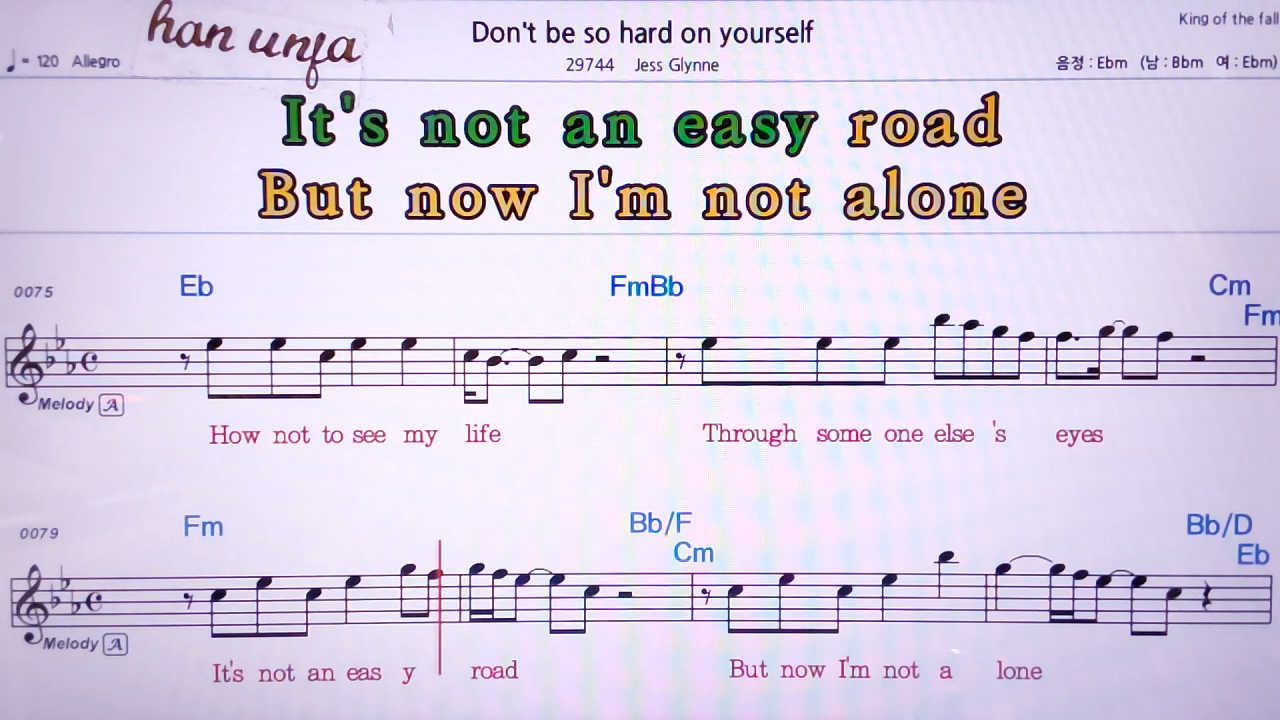 han unfa
Don't be so hard on yourself
King of the fall
♩= 120 Allegro
29744 Jess Glynne
음정 : Ebm (남 : Bbm 여 : Ebm)
It's not an easy road
But now I'm not alone
0075
Eb
FmBb
Cm
Fm
Melody A
How not to see my life Through some one else 's eyes
0079
Fm
Bb/F
Cm
Bb/D
Eb
Melody A
It's not an eas y road But now I'm not a lone